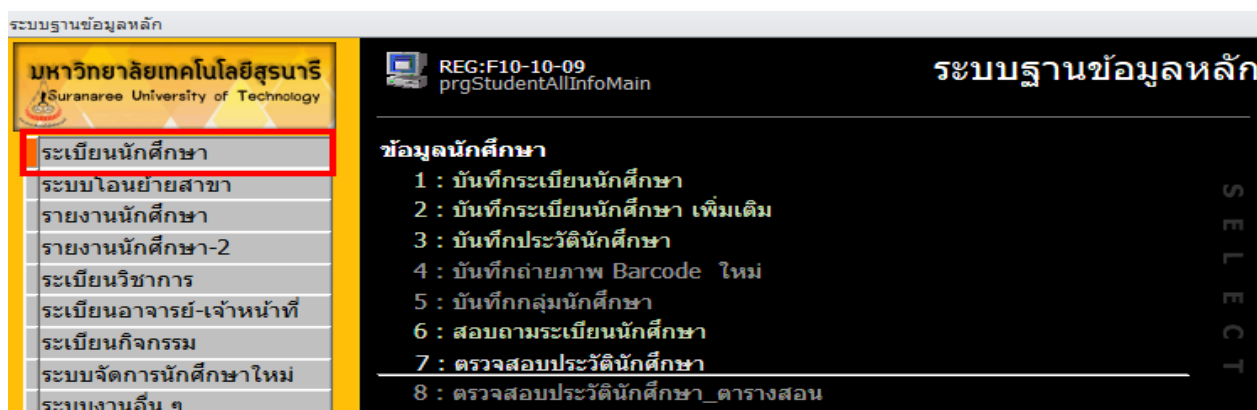 ระบบฐานข้อมูลหลัก
มหาวิทยาลัยเทคโนโลยีสุรนารี
Suranaree University of Technology
ระเบียนนักศึกษา
ระบบโอนย้ายสาขา
รายงานนักศึกษา
รายงานนักศึกษา-2
ระเบียนวิชาการ
ระเบียนอาจารย์-เจ้าหน้าที่
ระเบียนกิจกรรม
ระบบจัดการนักศึกษาใหม่
ระบบงานอื่น ๆ
REG:F10-10-09
prgStudentAllInfoMain
ระบบฐานข้อมูลหลัก
ข้อมูลนักศึกษา
1 : บันทึกระเบียนนักศึกษา
2 : บันทึกระเบียนนักศึกษา เพิ่มเติม
3 : บันทึกประวัตินักศึกษา
4 : บันทึกถ่ายภาพ Barcode ใหม่
5 : บันทึกกลุ่มนักศึกษา
6 : สอบถามระเบียนนักศึกษา
7 : ตรวจสอบประวัตินักศึกษา
8 : ตรวจสอบประวัตินักศึกษา_ตารางสอน
SELECT